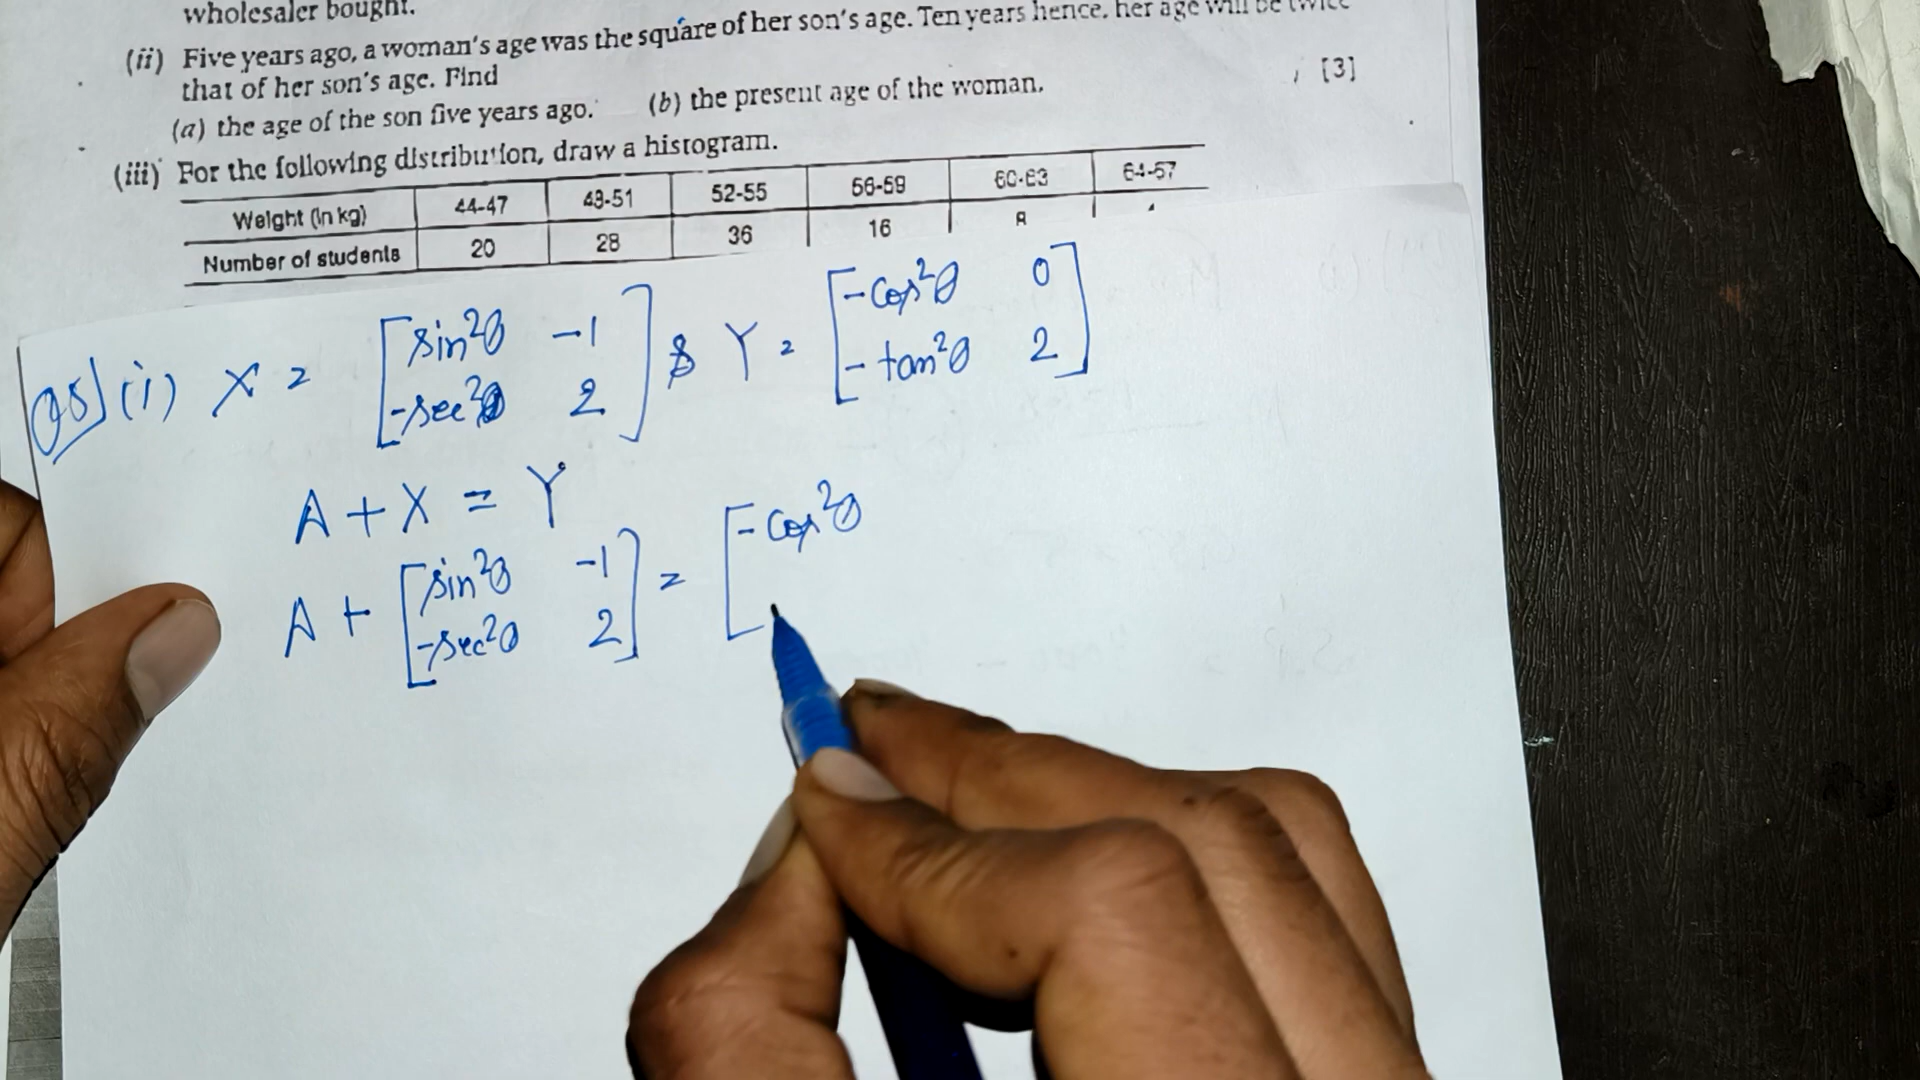 wholesaler bought.
(ii) Five years ago, a woman's age was the square of her son's age. Ten years hence, her age will be twice
that of her son's age. Find [3]
(a) the age of the son five years ago. (b) the present age of the woman.
(iii) For the following distribution, draw a histogram.
Weight (in kg) 44-47 48-51 52-55 56-59 60-63 64-67
Number of students 20 28 36 16 8
Q5] (i) X = [sin²θ -1 -sec²θ 2] & Y = [-cos²θ 0 -tan²θ 2]
A + X = Y
A + [sin²θ -1 -sec²θ 2] = [-cos²θ